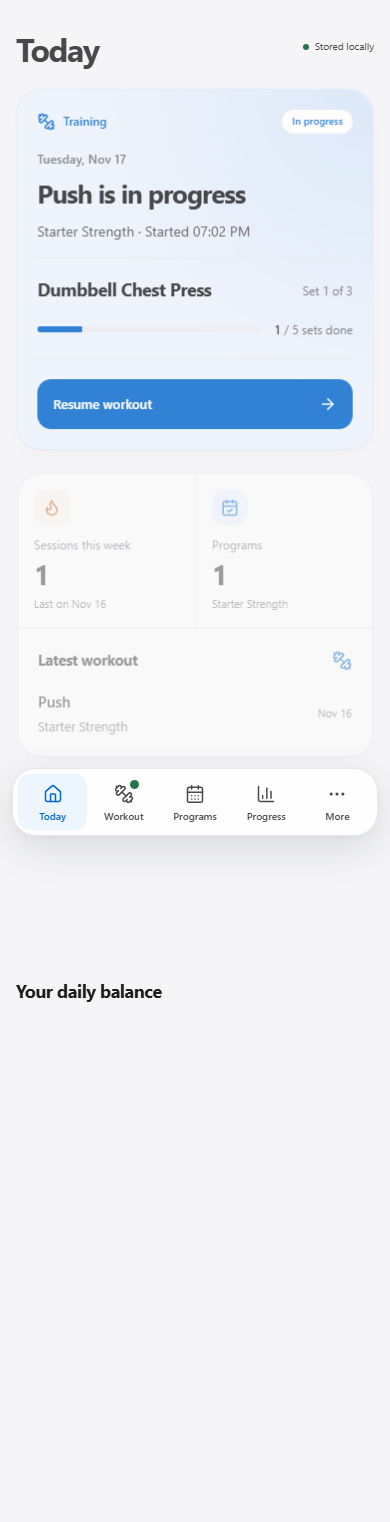 Today
Stored locally
Training
In progress
Tuesday, Nov 17
Push is in progress
Starter Strength · Started 07:02 PM
Dumbbell Chest Press
Set 1 of 3
1 / 5 sets done
Resume workout
Sessions this week
1
Last on Nov 16
Programs
1
Starter Strength
Latest workout
Push
Starter Strength
Nov 16
Today
Workout
Programs
Progress
More
Your daily balance